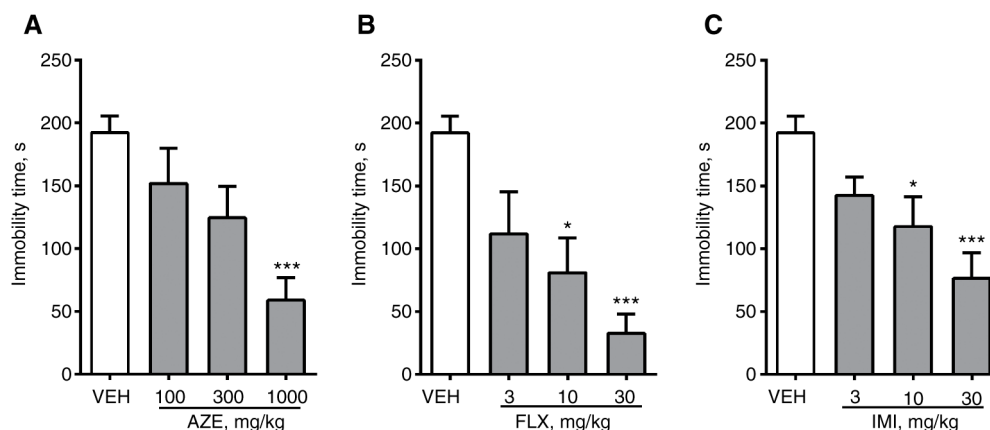 A
Immobility time, s
250
200
150
100
50
0
***
VEH 100 300 1000
AZE, mg/kg
B
Immobility time, s
250
200
150
100
50
0
*
***
VEH 3 10 30
FLX, mg/kg
C
Immobility time, s
250
200
150
100
50
0
*
***
VEH 3 10 30
IMI, mg/kg